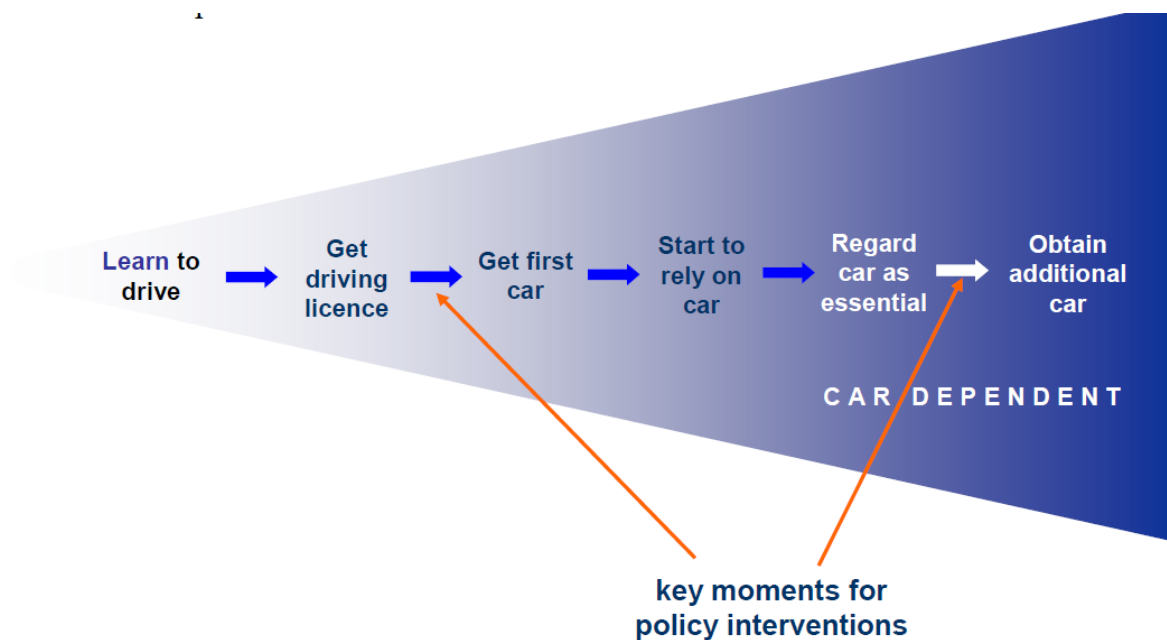 Learn to
drive
Get
driving
licence
Get first
car
Start to
rely on
car
Regard
car as
essential
Obtain
additional
car
CAR DEPENDENT
key moments for
policy interventions